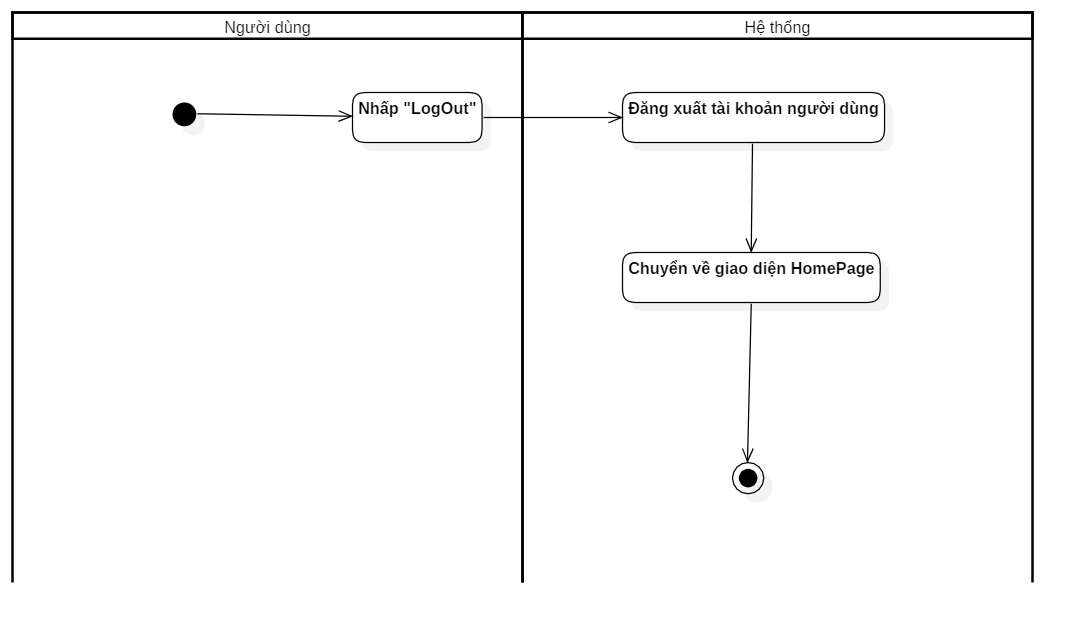 Người dùng
Hệ thống
Nhấp "LogOut"
Đăng xuất tài khoản người dùng
Chuyển về giao diện HomePage